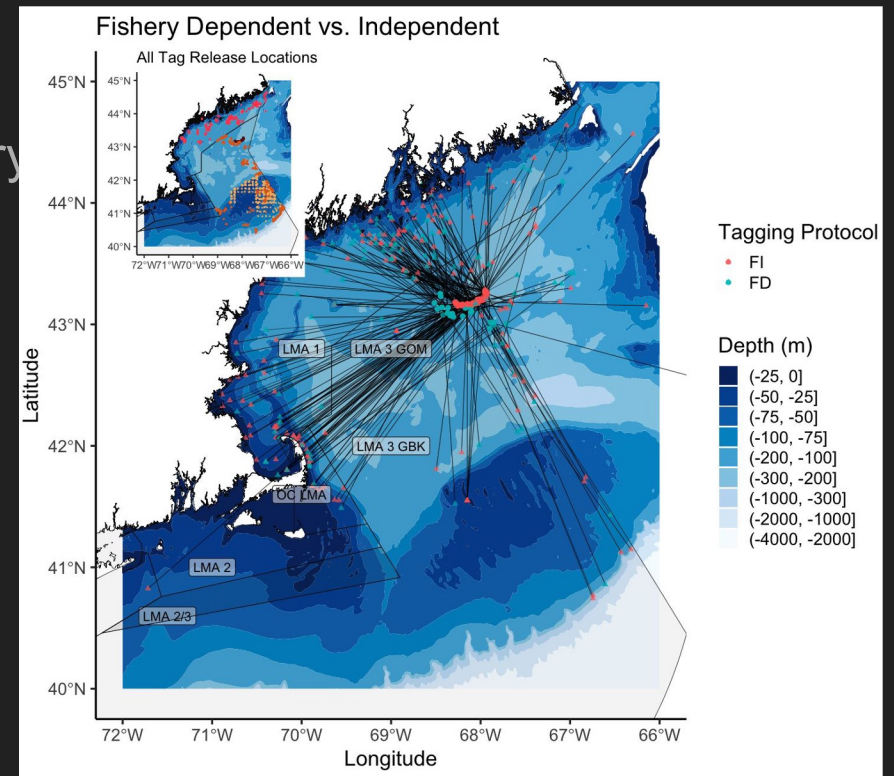 ry
Fishery Dependent vs. Independent
All Tag Release Locations
45°N
44°N
43°N
42°N
41°N
40°N
72°W 71°W 70°W 69°W 68°W 67°W 66°W
45°N
44°N
43°N
42°N
41°N
40°N
Latitude
LMA 1
LMA 3 GOM
LMA 3 GBK
OC LMA
LMA 2
LMA 2/3
72°W 71°W 70°W 69°W 68°W 67°W 66°W
Longitude
Tagging Protocol
FI
FD
Depth (m)
(-25, 0]
(-50, -25]
(-75, -50]
(-100, -75]
(-200, -100]
(-300, -200]
(-1000, -300]
(-2000, -1000]
(-4000, -2000]